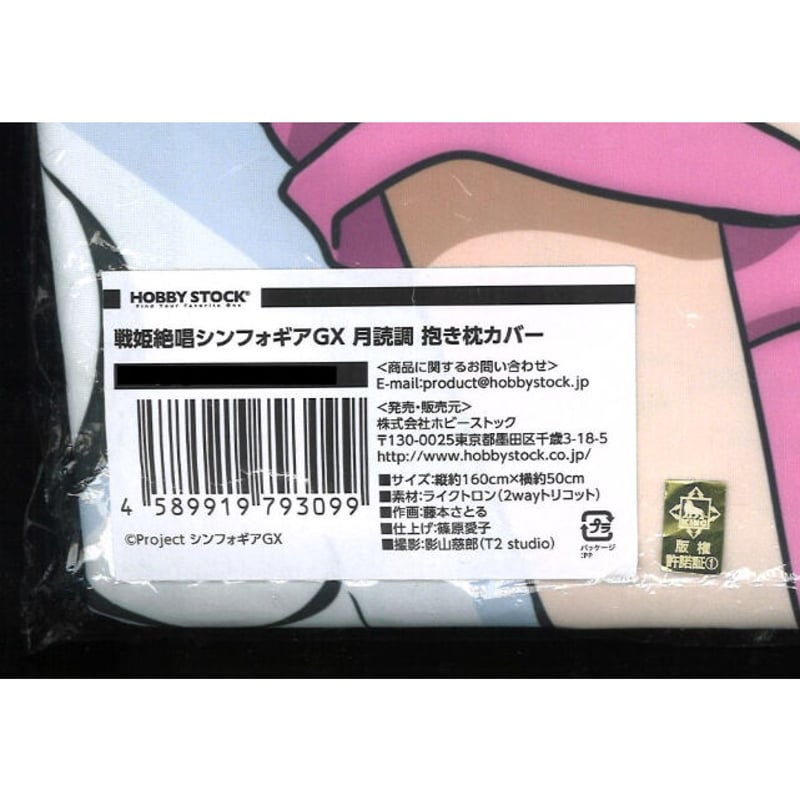 HOBBY STOCK®
Find Your Favorite One
戦姫絶唱シンフォギアGX 月読調 抱き枕カバー
<商品に関するお問い合わせ>
E-mail:product@hobbystock.jp
<発売・販売元>
株式会社ホビーストック
〒130-0025東京都墨田区千歳3-18-5
http://www.hobbystock.co.jp/
4 589919 793099
©Project シンフォギアGX
■サイズ:縦約160cm×横約50cm
■素材:ライクトロン(2wayトリコット)
■作画:藤本さとる
■仕上げ:篠原愛子
■撮影:影山慈郎(T2 studio)
プラ
パッケージ
:PP
KING
版権
許諾証①